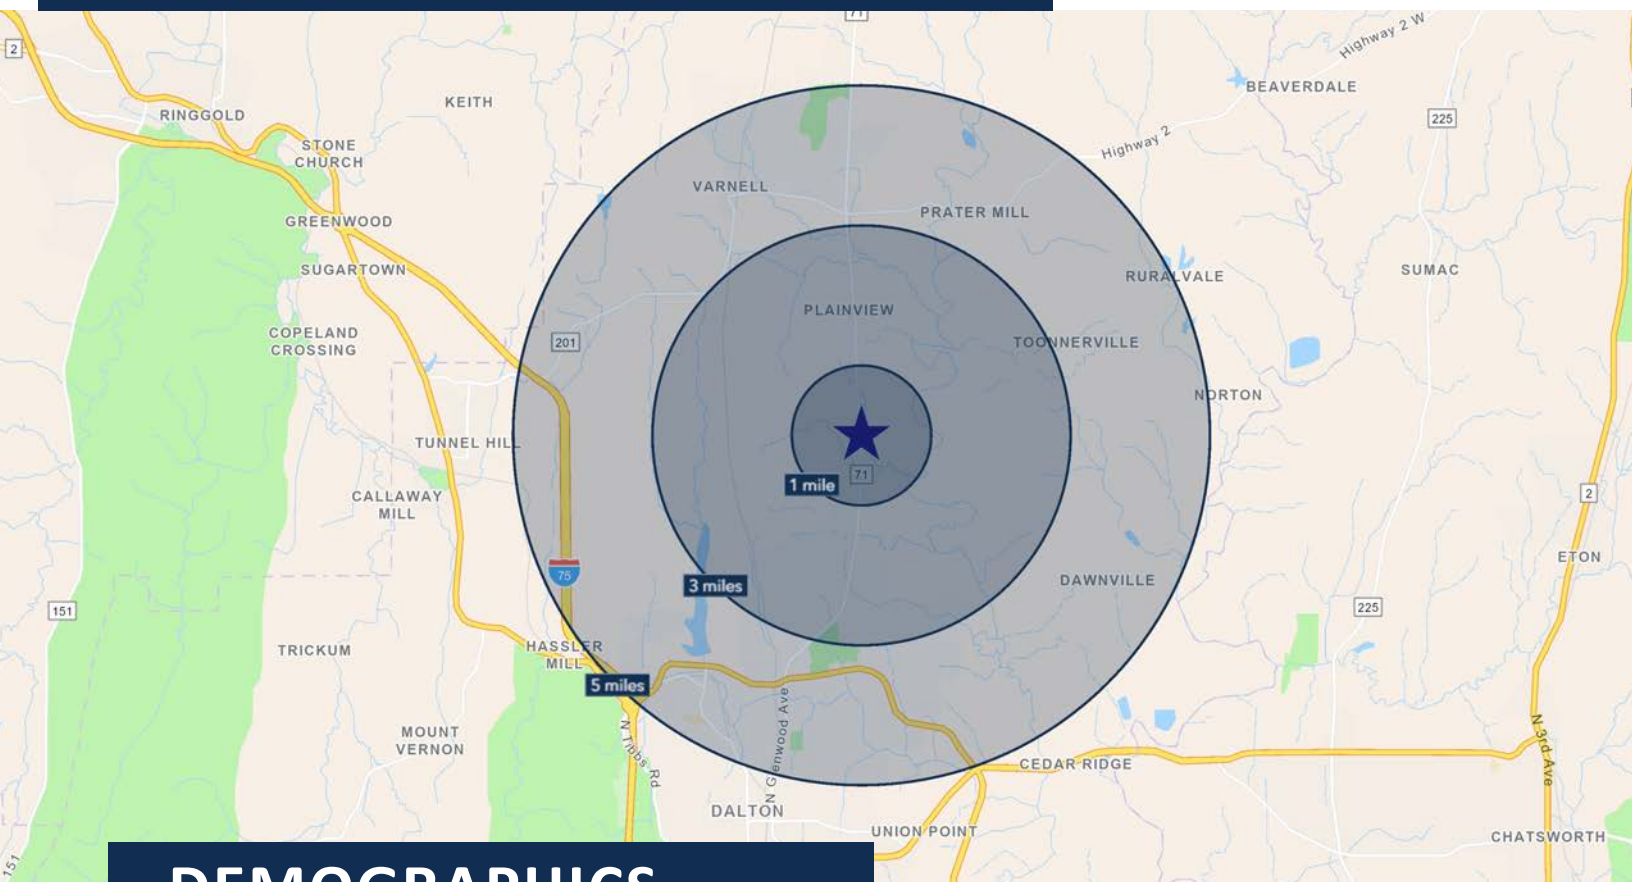 71
2
Highway 2 W
BEAVERDALE
KEITH
RINGGOLD
225
STONE
CHURCH
Highway 2
VARNELL
PRATER MILL
GREENWOOD
SUGARTOWN
RURALVALE
SUMAC
PLAINVIEW
COPELAND
CROSSING
201
TOONNERVILLE
NORTON
TUNNEL HILL
71
1 mile
CALLAWAY
MILL
2
ETON
75
3 miles
DAWNVILLE
151
225
TRICKUM
HASSLER
MILL
5 miles
N Glenwood Ave
MOUNT
VERNON
N Tibbs Rd
N 3rd Ave
CEDAR RIDGE
DALTON
UNION POINT
CHATSWORTH
151
DEMOGRAPHICS